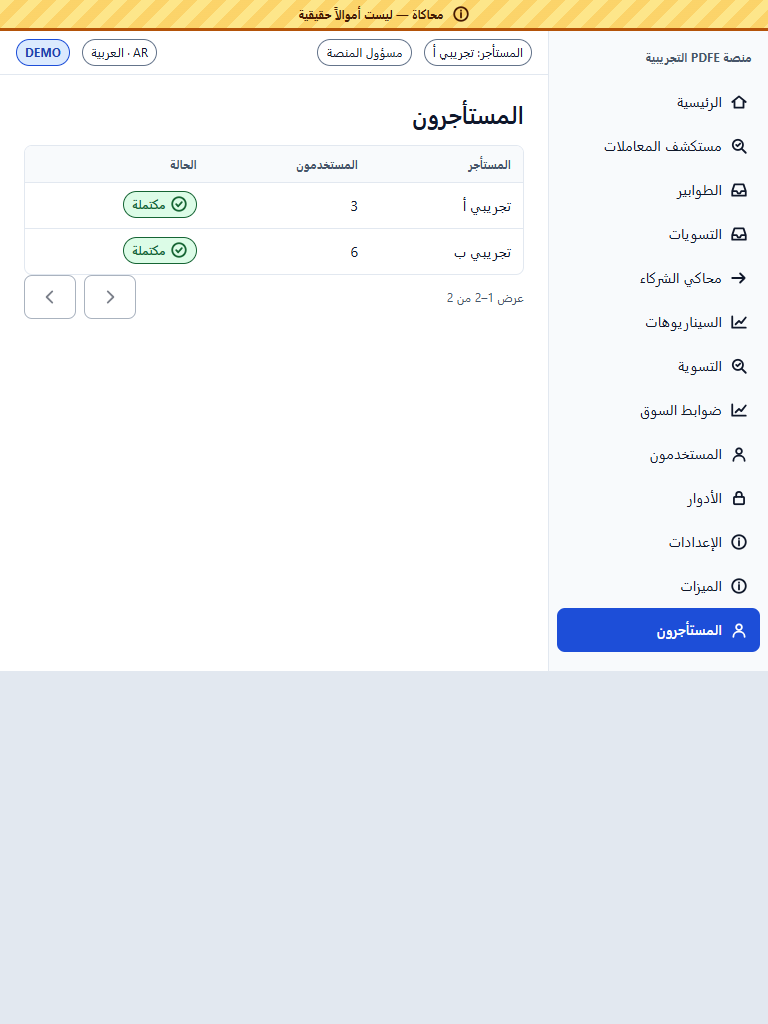 محاكاة — ليست أموالاً حقيقية
منصة PDFE التجريبية
الرئيسية
مستكشف المعاملات
الطوابير
التسويات
محاكي الشركاء
السيناريوهات
التسوية
ضوابط السوق
المستخدمون
الأدوار
الإعدادات
الميزات
المستأجرون
المستأجر: تجريبي أ
مسؤول المنصة
AR · العربية
DEMO
المستأجرون
المستأجر المستخدمون الحالة
تجريبي أ 3 مكتملة
تجريبي ب 6 مكتملة
عرض 1–2 من 2